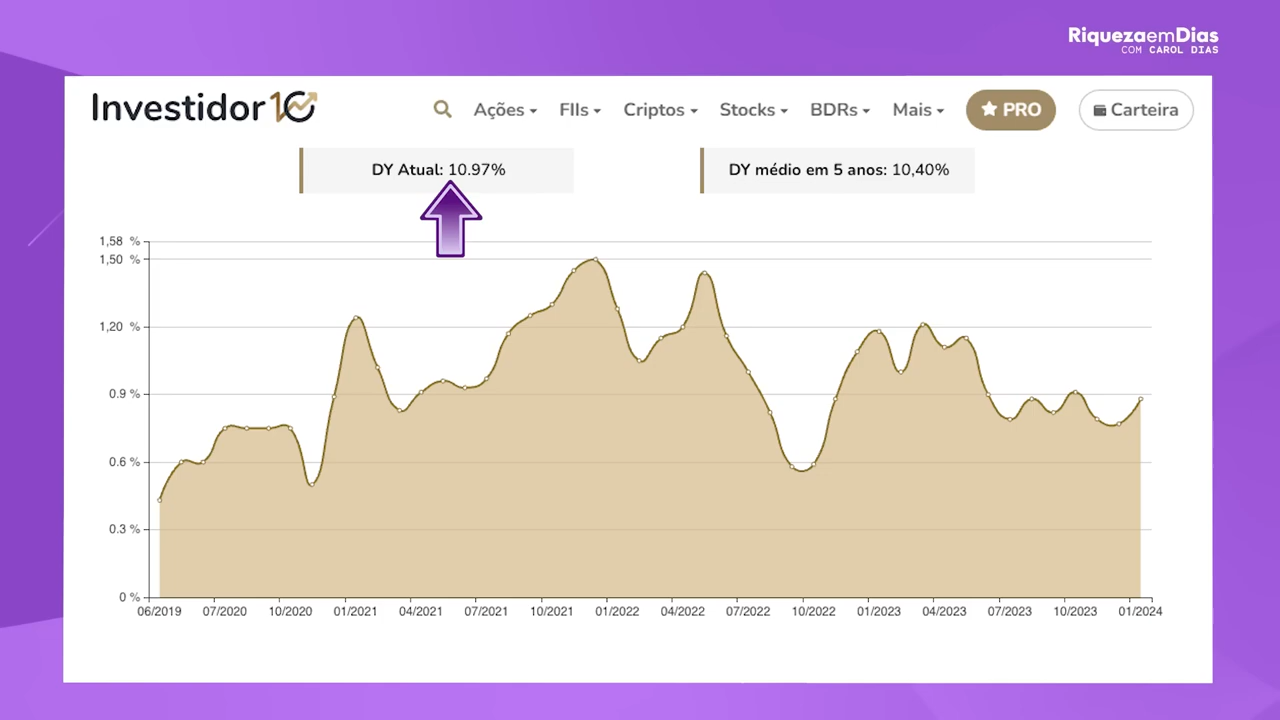 RiquezaemDias
COM CAROL DIAS
Investidor10
Ações
FIIs
Criptos
Stocks
BDRs
Mais
PRO
Carteira
DY Atual: 10.97%
DY médio em 5 anos: 10,40%
1,58 %
1,50 %
1,20 %
0.9 %
0.6 %
0.3 %
0 %
06/2019 07/2020 10/2020 01/2021 04/2021 07/2021 10/2021 01/2022 04/2022 07/2022 10/2022 01/2023 04/2023 07/2023 10/2023 01/2024